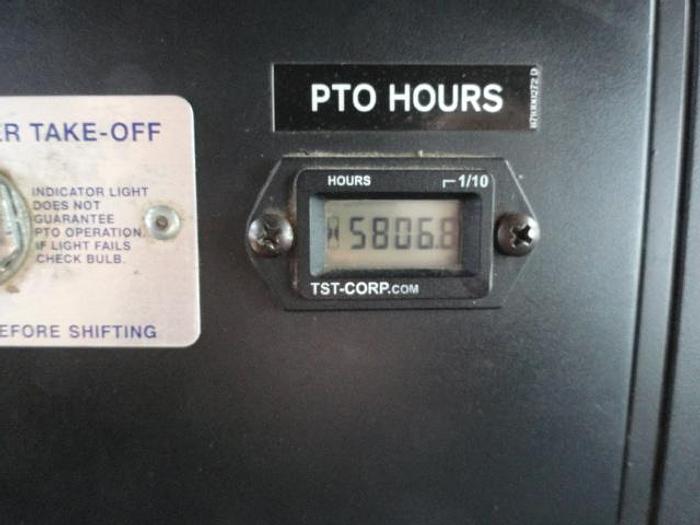 PTO HOURS
HOURS 1/10
5806.8
TST-CORP.COM
TAKE-OFF
INDICATOR LIGHT
DOES NOT
GUARANTEE
PTO OPERATION.
IF LIGHT FAILS
CHECK BULB.
SHIFTING